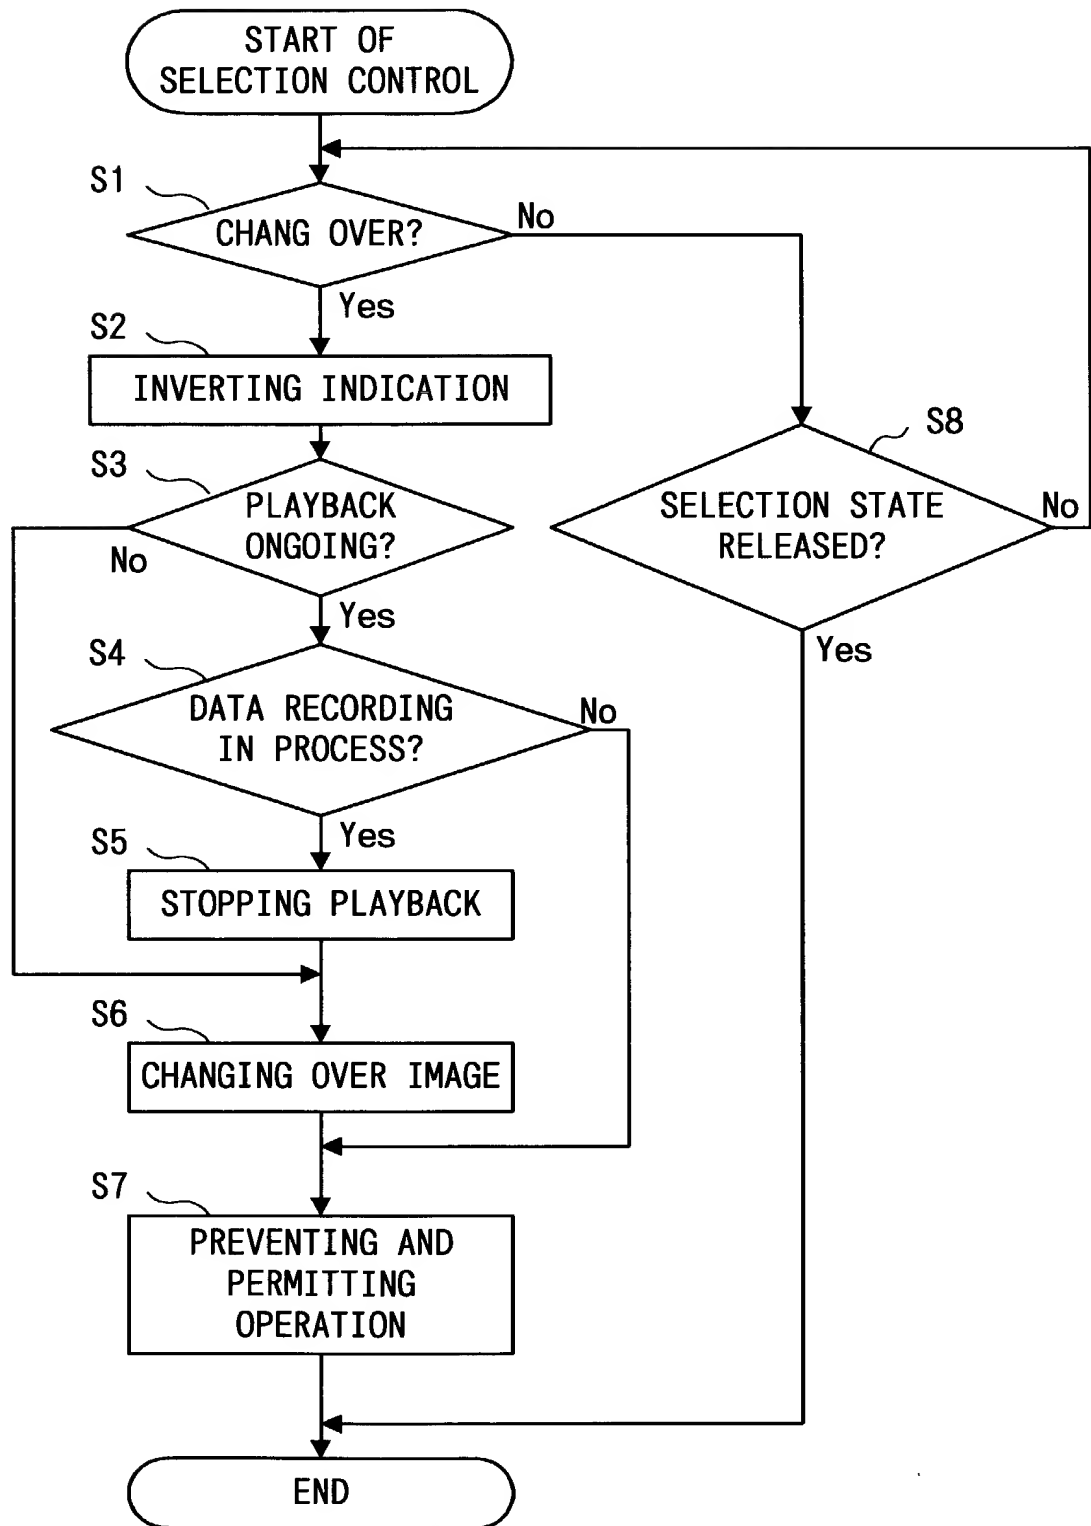 START OF
SELECTION CONTROL
S1
CHANG OVER?
No
Yes
S2
INVERTING INDICATION
S8
SELECTION STATE
RELEASED?
No
Yes
S3
PLAYBACK
ONGOING?
No
Yes
S4
DATA RECORDING
IN PROCESS?
No
Yes
S5
STOPPING PLAYBACK
S6
CHANGING OVER IMAGE
S7
PREVENTING AND
PERMITTING
OPERATION
END